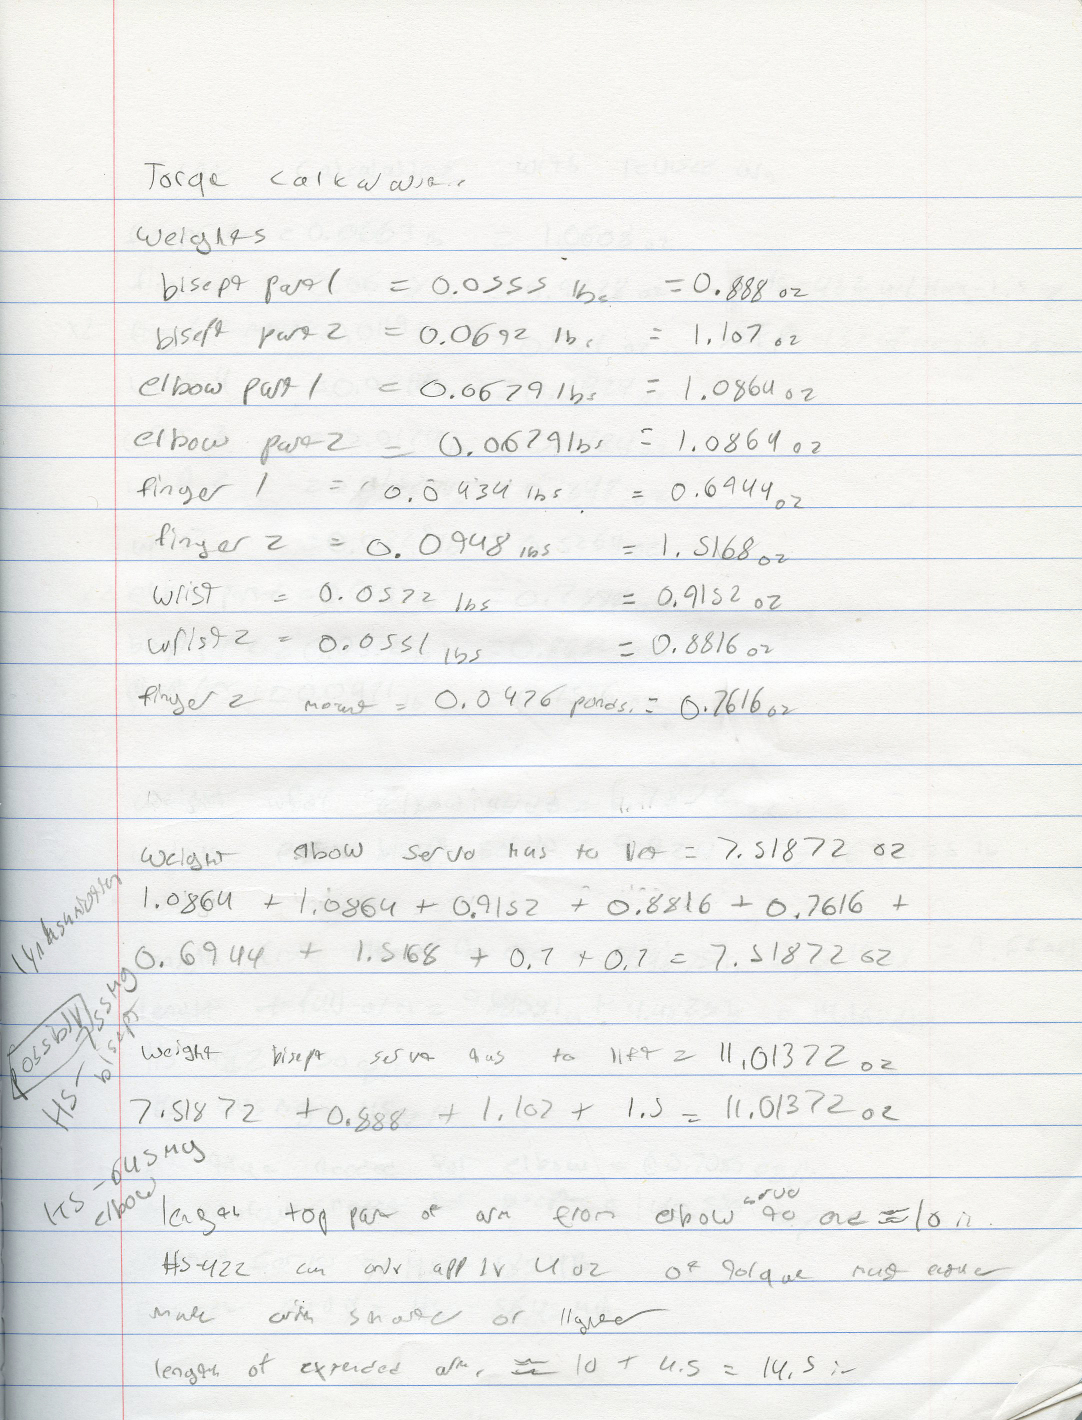 Torqe
weights
bisept part 1 = 0.0555 lbs = 0.888 oz
bisept part 2 = 0.0692 lbs = 1.107 oz
elbow part 1 = 0.0679 lbs = 1.0864 oz
elbow part 2 = 0.0679 lbs = 1.0864 oz
finger 1 = 0.0434 lbs = 0.6944 oz
finger 2 = 0.0948 lbs = 1.5168 oz
wrist = 0.0572 lbs = 0.9152 oz
wrist 2 = 0.0551 lbs = 0.8816 oz
finger 2 mount = 0.0476 ponds. = 0.7616 oz
weight elbow servo has to lift = 7.51872 oz
1.0864 + 1.0864 + 0.9152 + 0.8816 + 0.7616 +
0.6944 + 1.5168 + 0.7 + 0.7 = 7.51872 oz
Possibly
HS-755MG
bisept
weight bisept servo has to lift = 11.01372 oz
7.51872 + 0.888 + 1.107 + 1.5 = 11.01372 oz
HS-645MG
elbow
length top part of arm from elbow servo to end ≈ 10 in.
HS-422 can only apply 4 oz of torque must either
make arm smaller or lighter
length of extended arm. ≈ 10 + 4.5 = 14.5 in